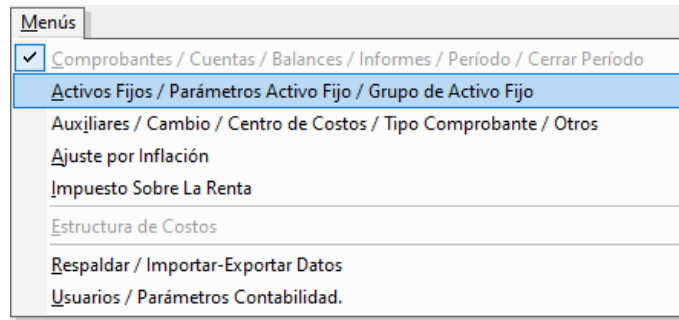 Menús
Comprobantes / Cuentas / Balances / Informes / Período / Cerrar Período
Activos Fijos / Parámetros Activo Fijo / Grupo de Activo Fijo
Auxiliares / Cambio / Centro de Costos / Tipo Comprobante / Otros
Ajuste por Inflación
Impuesto Sobre La Renta
Estructura de Costos
Respaldar / Importar-Exportar Datos
Usuarios / Parámetros Contabilidad.